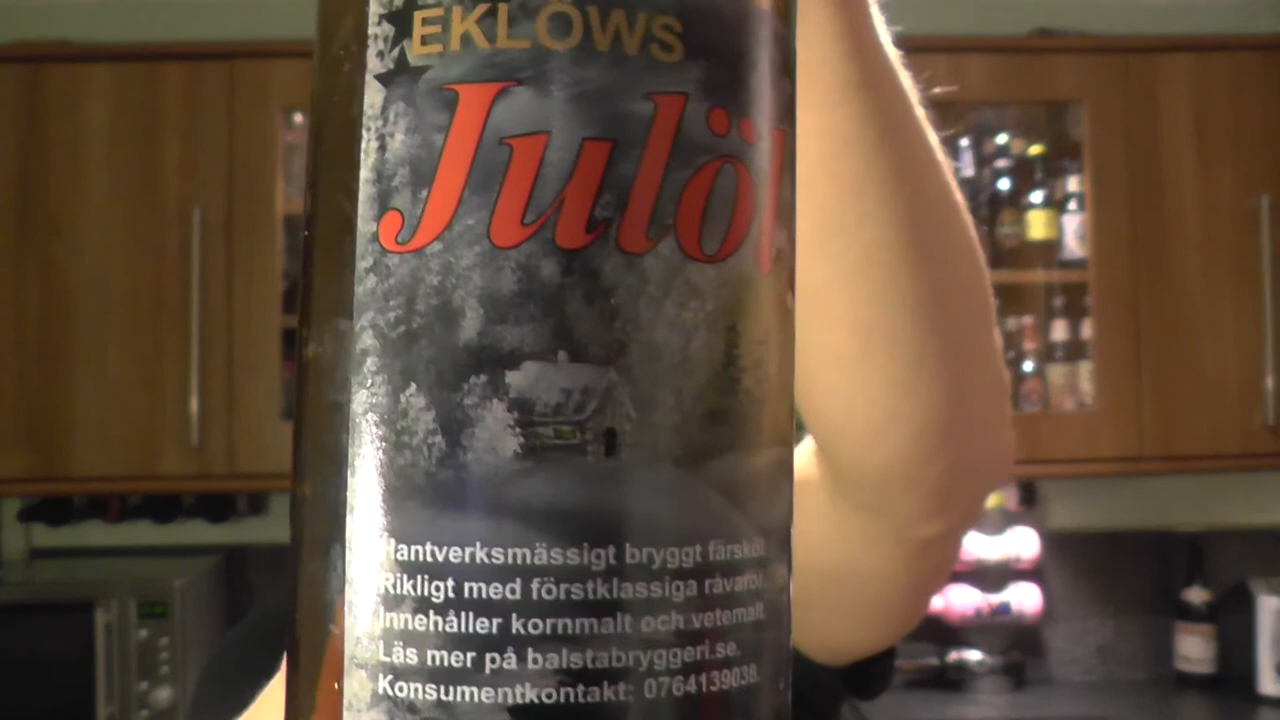 EKLÖWS
Julöl
Hantverksmässigt bryggt färsköl.
Rikligt med förstklassiga råvaror.
Innehåller kornmalt och vetemalt.
Läs mer på balstabryggeri.se.
Konsumentkontakt: 0764139038.